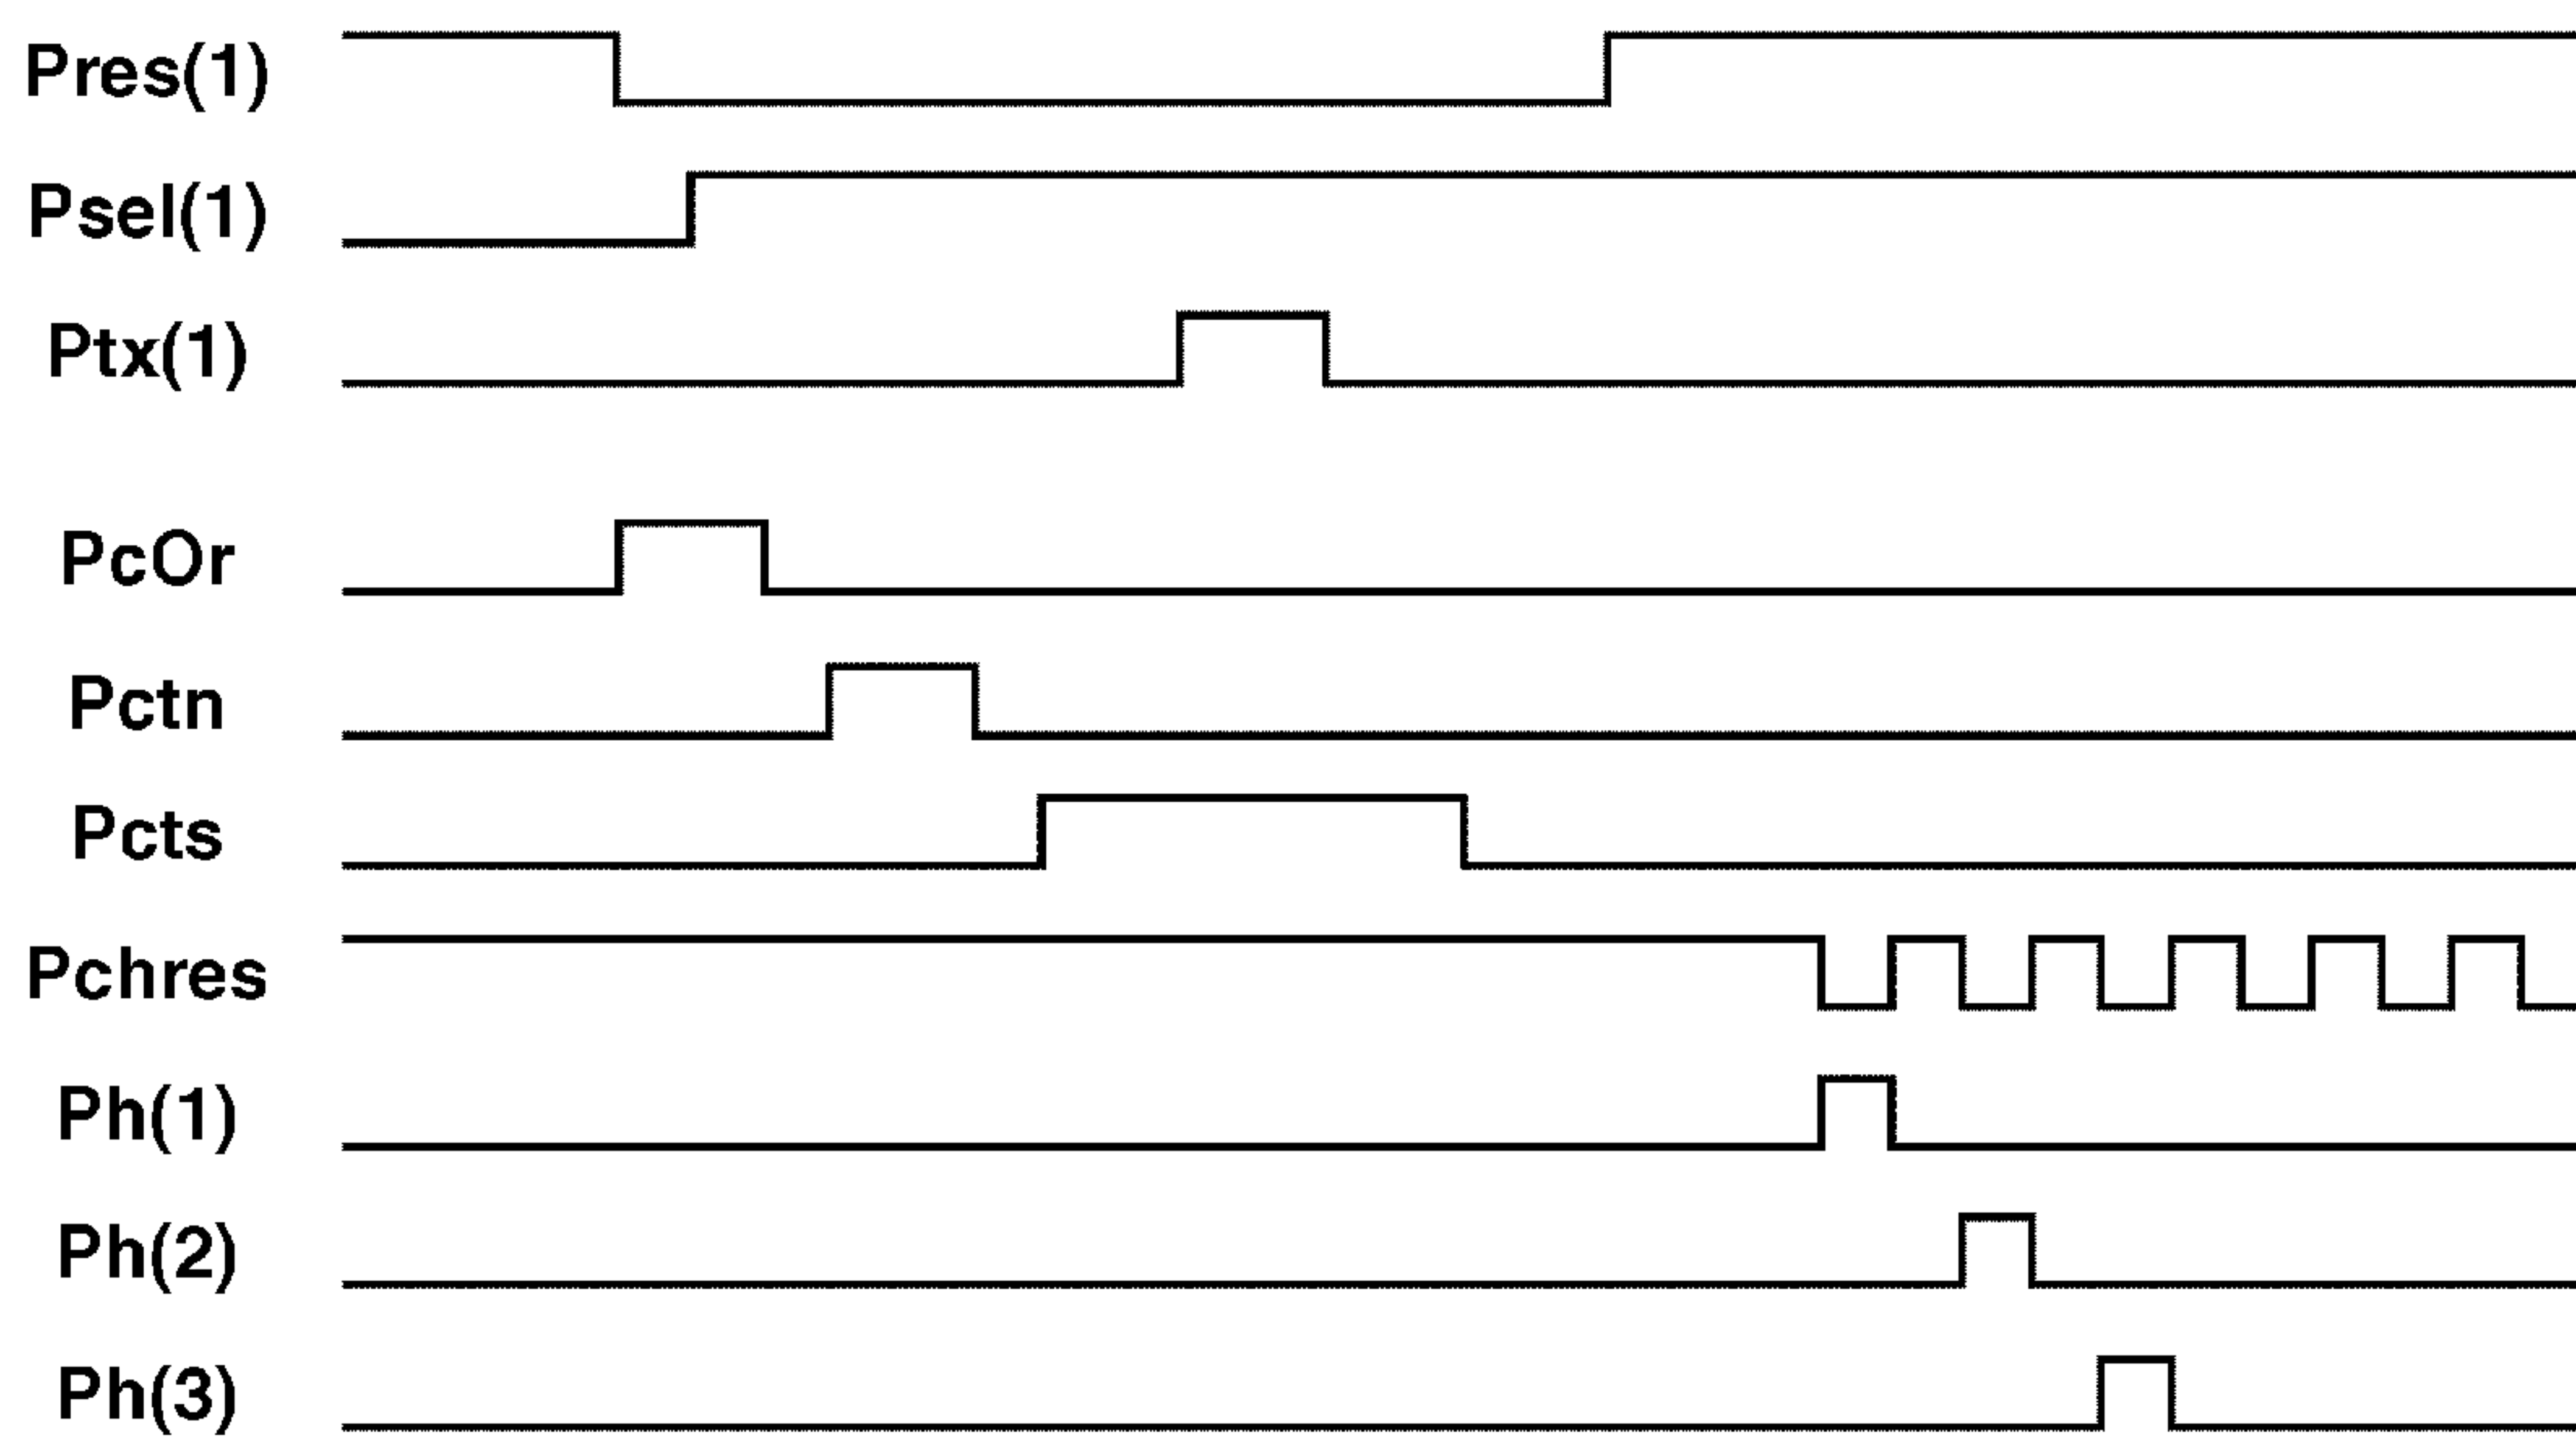 Pres(1)
Psel(1)
Ptx(1)
PcOr
Pctn
Pcts
Pchres
Ph(1)
Ph(2)
Ph(3)